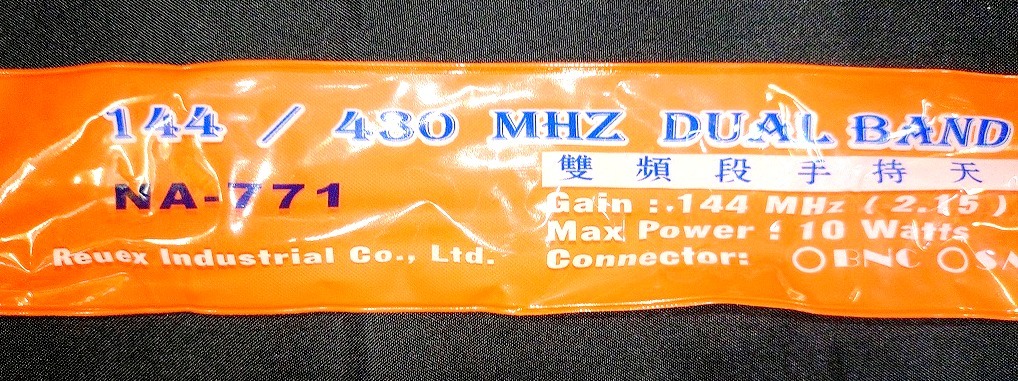 144 / 430 MHZ DUAL BAND
雙頻段手持天
NA-771
Gain : .144 MHz ( 2.15 )
Max Power : 10 Watts
Reuex Industrial Co., Ltd.
Connector: ○BNC ○SA